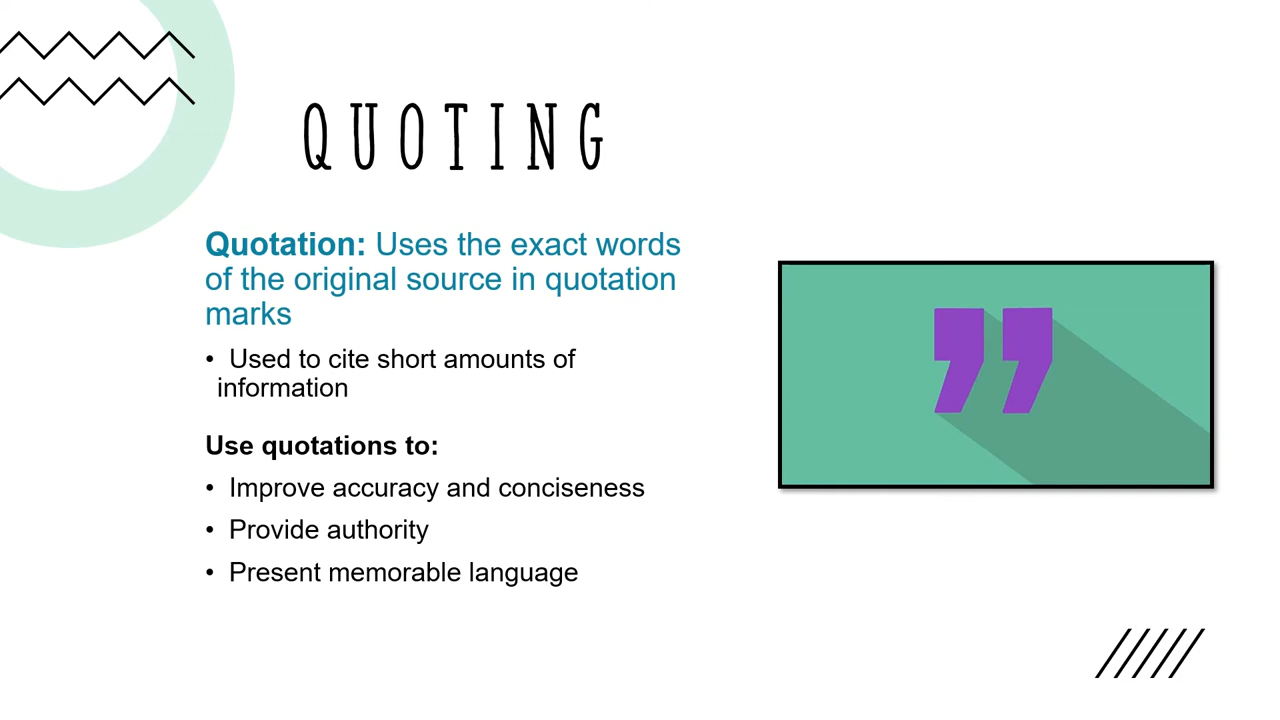 QUOTING
Quotation: Uses the exact words
of the original source in quotation
marks
• Used to cite short amounts of
information
Use quotations to:
• Improve accuracy and conciseness
• Provide authority
• Present memorable language
”